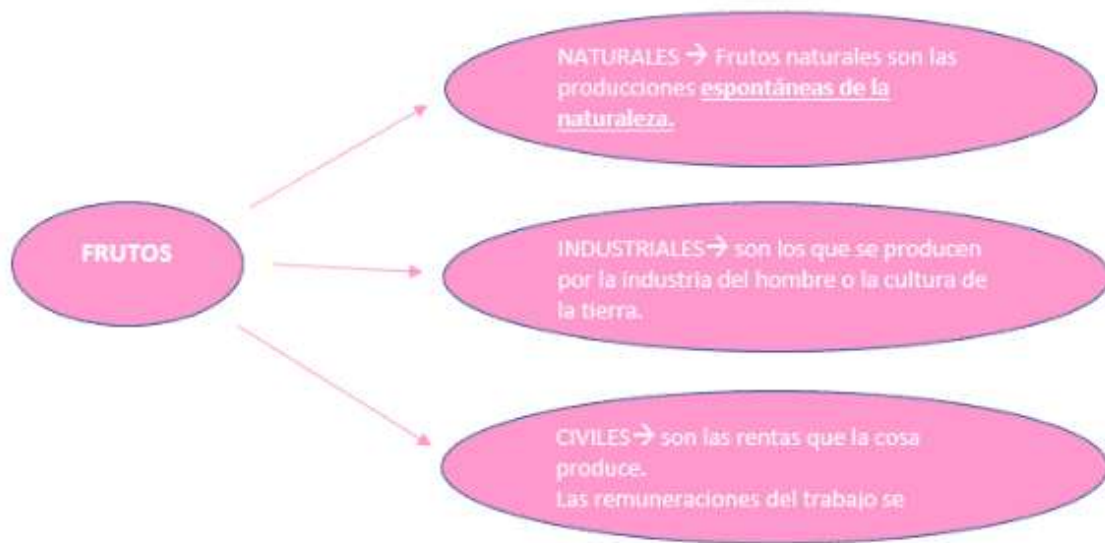 FRUTOS
NATURALES → Frutos naturales son las
producciones espontáneas de la
naturaleza.
INDUSTRIALES→ son los que se producen
por la industria del hombre o la cultura de
la tierra.
CIVILES→ son las rentas que la cosa
produce.
Las remuneraciones del trabajo se